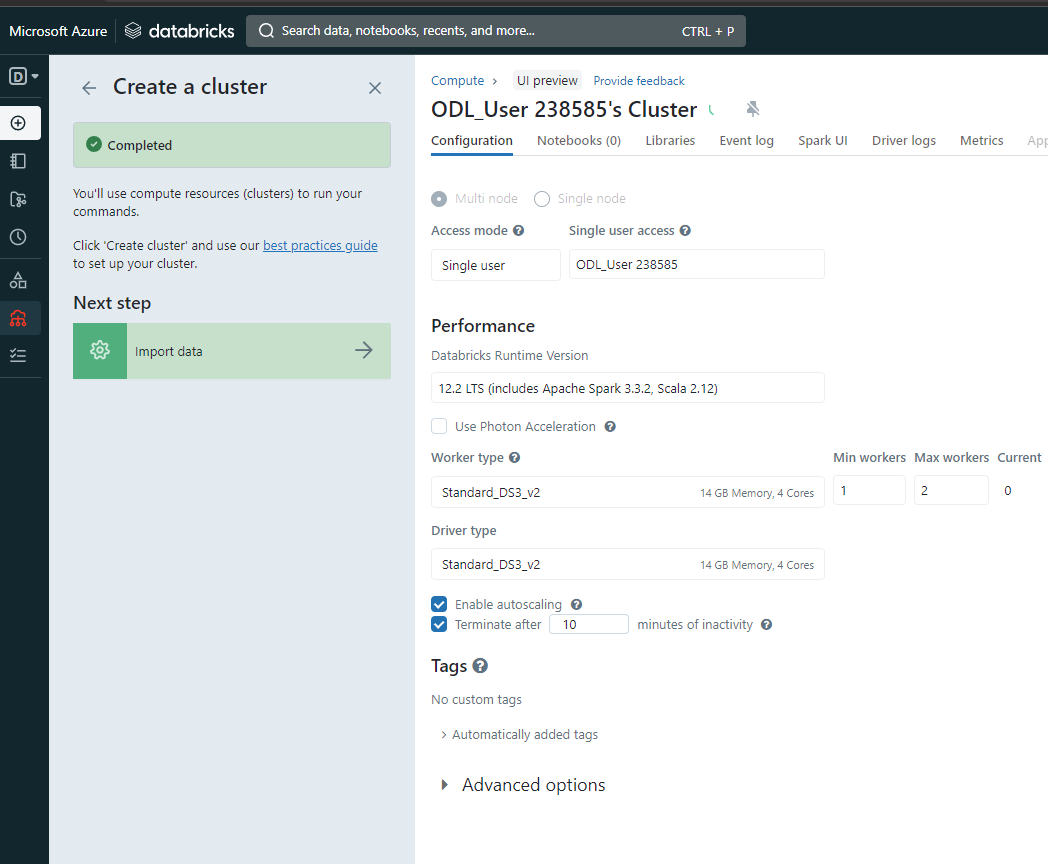 Microsoft Azure databricks Search data, notebooks, recents, and more... CTRL + P
D
Create a cluster
Completed
You'll use compute resources (clusters) to run your
commands.
Click 'Create cluster' and use our best practices guide
to set up your cluster.
Next step
Import data
Compute > UI preview Provide feedback
ODL_User 238585's Cluster
Configuration Notebooks (0) Libraries Event log Spark UI Driver logs Metrics App
Multi node Single node
Access mode Single user access
Single user ODL_User 238585
Performance
Databricks Runtime Version
12.2 LTS (includes Apache Spark 3.3.2, Scala 2.12)
Use Photon Acceleration
Worker type Min workers Max workers Current
Standard_DS3_v2 14 GB Memory, 4 Cores 1 2 0
Driver type
Standard_DS3_v2 14 GB Memory, 4 Cores
Enable autoscaling
Terminate after 10 minutes of inactivity
Tags
No custom tags
Automatically added tags
Advanced options